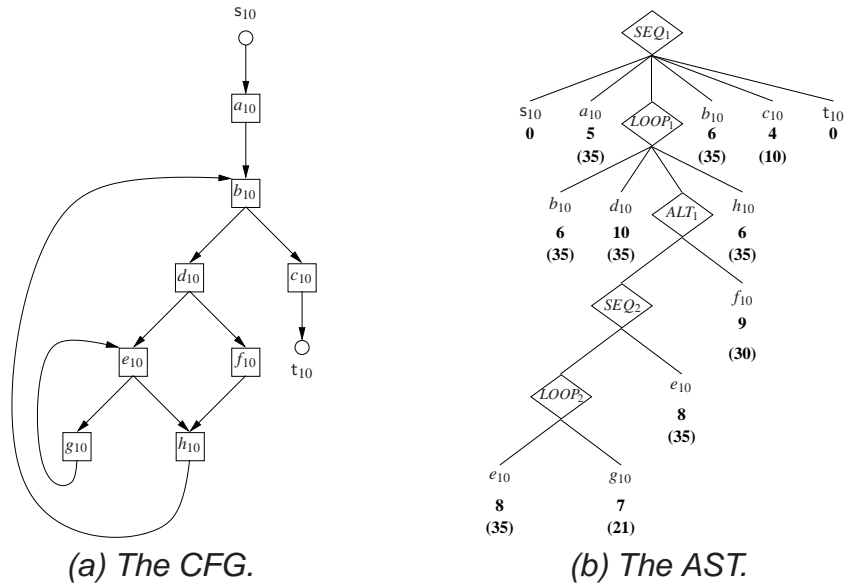 s10
a10
b10
d10 c10
e10 f10 t10
g10 h10
(a) The CFG.
SEQ1
s10 a10 LOOP1 b10 c10 t10
0 5 6 4 0
(35) (35) (10)
b10 d10 ALT1 h10
6 10 6
(35) (35) (35)
SEQ2 f10
9
(30)
LOOP2 e10
8
(35)
e10 g10
8 7
(35) (21)
(b) The AST.